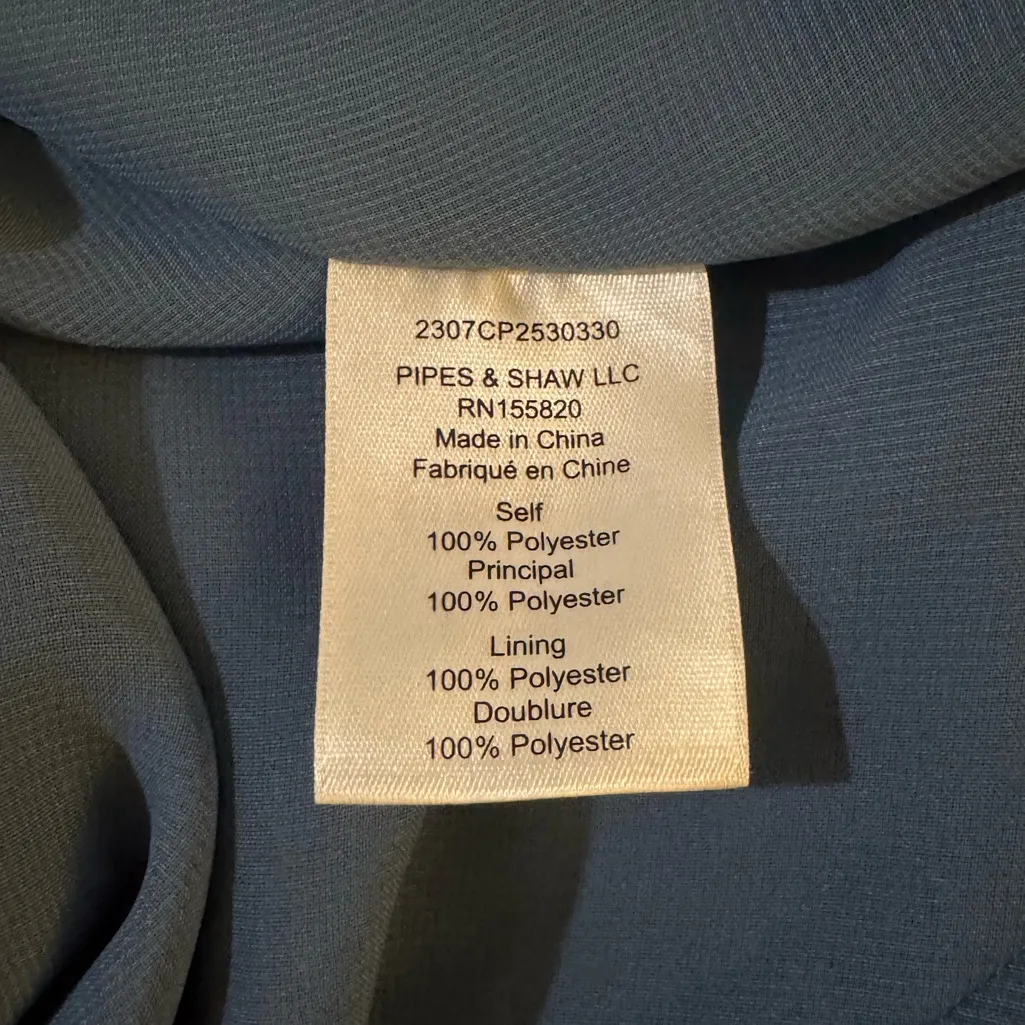 2307CP2530330
PIPES & SHAW LLC
RN155820
Made in China
Fabriqué en Chine
Self
100% Polyester
Principal
100% Polyester
Lining
100% Polyester
Doublure
100% Polyester